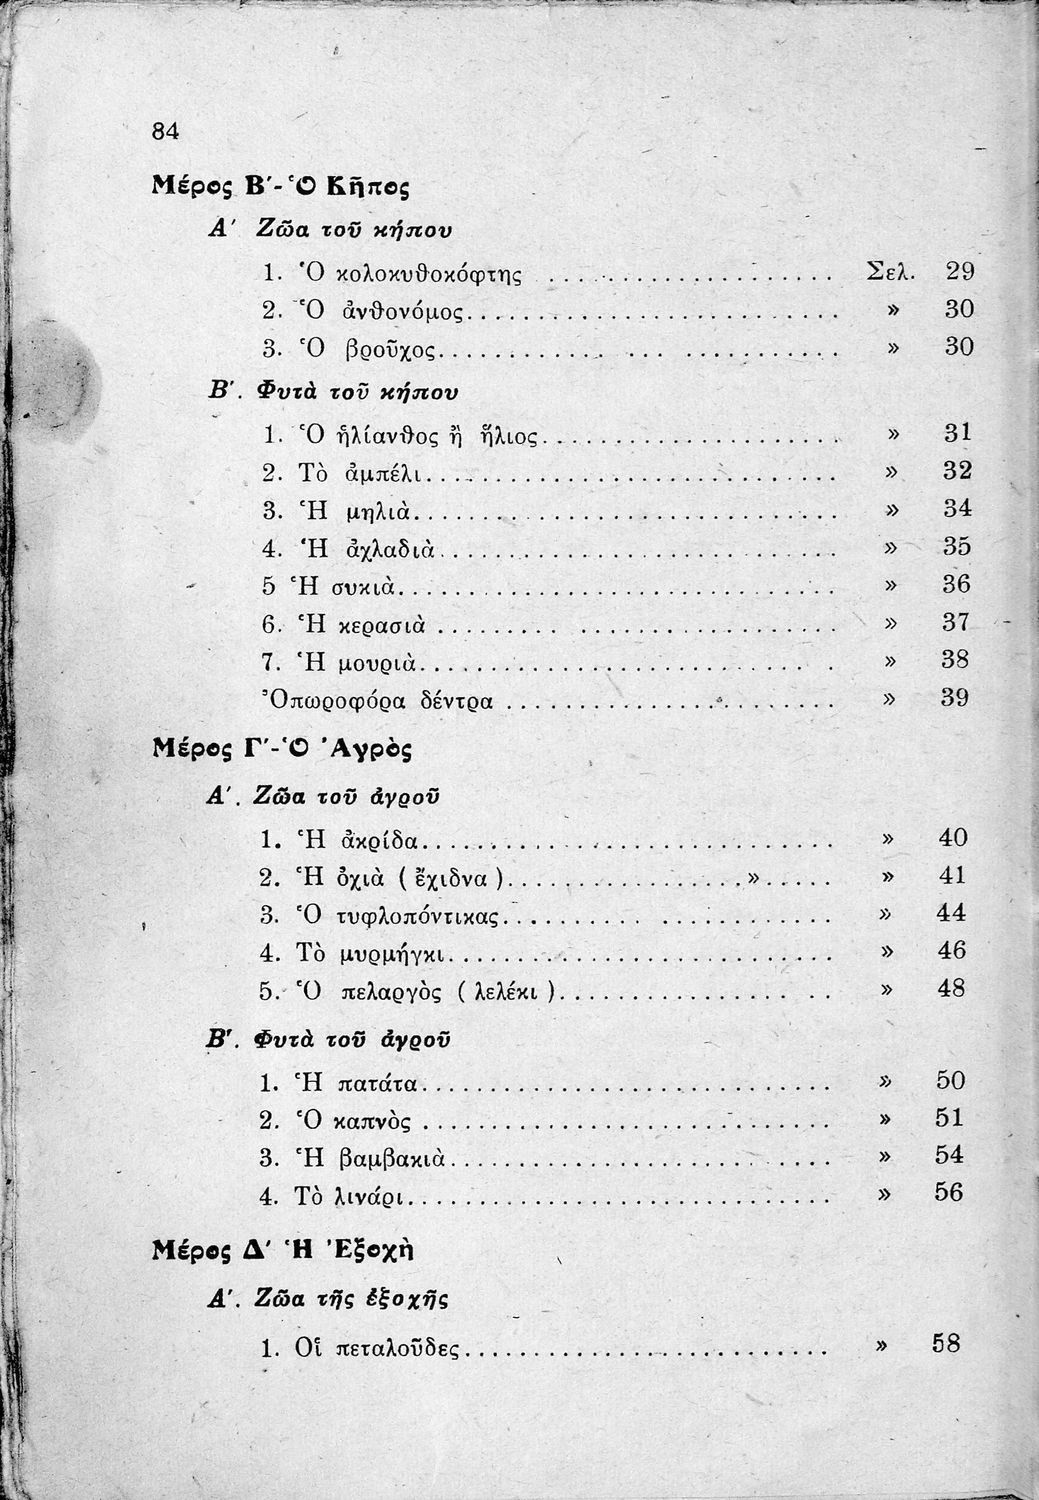 84
Μέρος Β′- Ὁ Κῆπος
Α′ Ζῶα τοῦ κήπου
1. Ὁ κολοκυθοκόφτης .................... Σελ. 29
2. Ὁ ἀνθονόμος.......................... » 30
3. Ὁ βροῦχος........................... » 30
Β′. Φυτὰ τοῦ κήπου
1. Ὁ ἡλίανθος ἢ ἥλιος.................... » 31
2. Τὸ ἀμπέλι............................ » 32
3. Ἡ μηλιὰ............................. » 34
4. Ἡ ἀχλαδιὰ........................... » 35
5 Ἡ συκιὰ.............................. » 36
6. Ἡ κερασιὰ ........................... » 37
7. Ἡ μουριὰ............................ » 38
Ὀπωροφόρα δέντρα ...................... » 39
Μέρος Γ′-Ὁ Ἀγρὸς
Α′. Ζῶα τοῦ ἀγροῦ
1. Ἡ ἀκρίδα............................ » 40
2. Ἡ ὀχιὰ ( ἔχιδνα )................»..... » 41
3. Ὁ τυφλοπόντικας...................... » 44
4. Τὸ μυρμήγκι.......................... » 46
5. Ὁ πελαργὸς ( λελέκι )................... » 48
Β′. Φυτὰ τοῦ ἀγροῦ
1. Ἡ πατάτα............................ » 50
2. Ὁ καπνὸς ............................ » 51
3. Ἡ βαμβακιὰ.......................... » 54
4. Τὸ λινάρι............................. » 56
Μέρος Δ′ Ἡ Ἐξοχὴ
Α′. Ζῶα τῆς ἐξοχῆς
1. Οἱ πεταλοῦδες......................... » 58